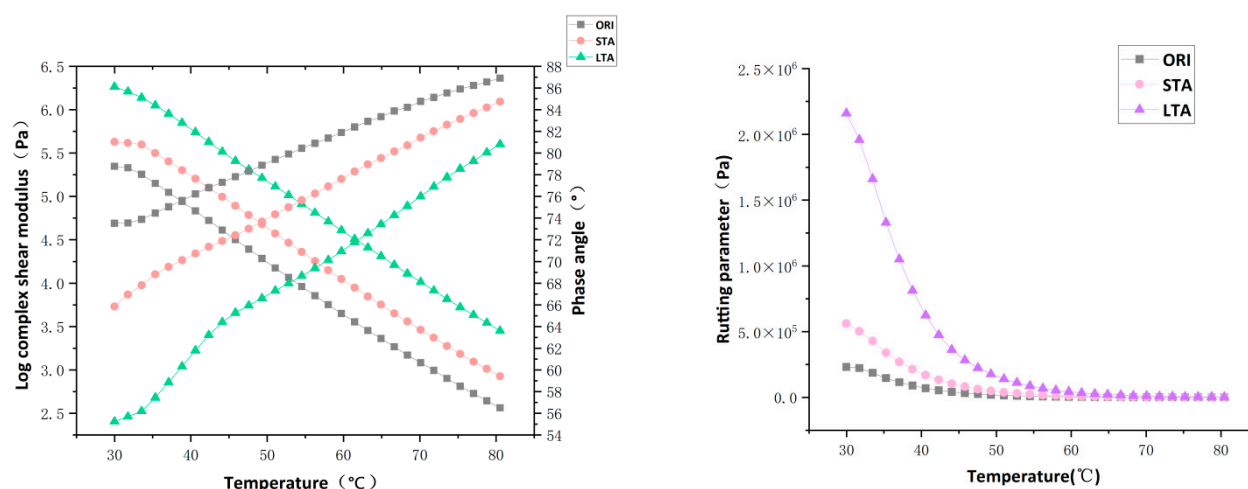 ORI
STA
LTA
6.5
6.0
5.5
5.0
4.5
4.0
3.5
3.0
2.5
Log complex shear modulus（Pa）
88
86
84
82
80
78
76
74
72
70
68
66
64
62
60
58
56
54
Phase angle（°）
30 40 50 60 70 80
Temperature（℃）
ORI
STA
LTA
2.5×10⁶
2.0×10⁶
1.5×10⁶
1.0×10⁶
5.0×10⁵
0.0
Rutting parameter（Pa）
30 40 50 60 70 80
Temperature(℃)